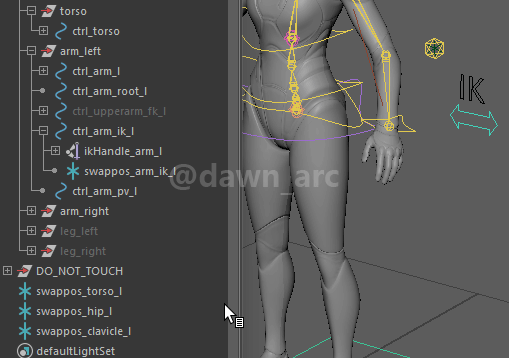 torso
ctrl_torso
arm_left
ctrl_arm_l
ctrl_arm_root_l
ctrl_upperarm_fk_l
ctrl_arm_ik_l
ikHandle_arm_l
swappos_arm_ik_l
ctrl_arm_pv_l
arm_right
leg_left
leg_right
DO_NOT_TOUCH
swappos_torso_l
swappos_hip_l
swappos_clavicle_l
defaultLightSet
@dawn_arc
IK